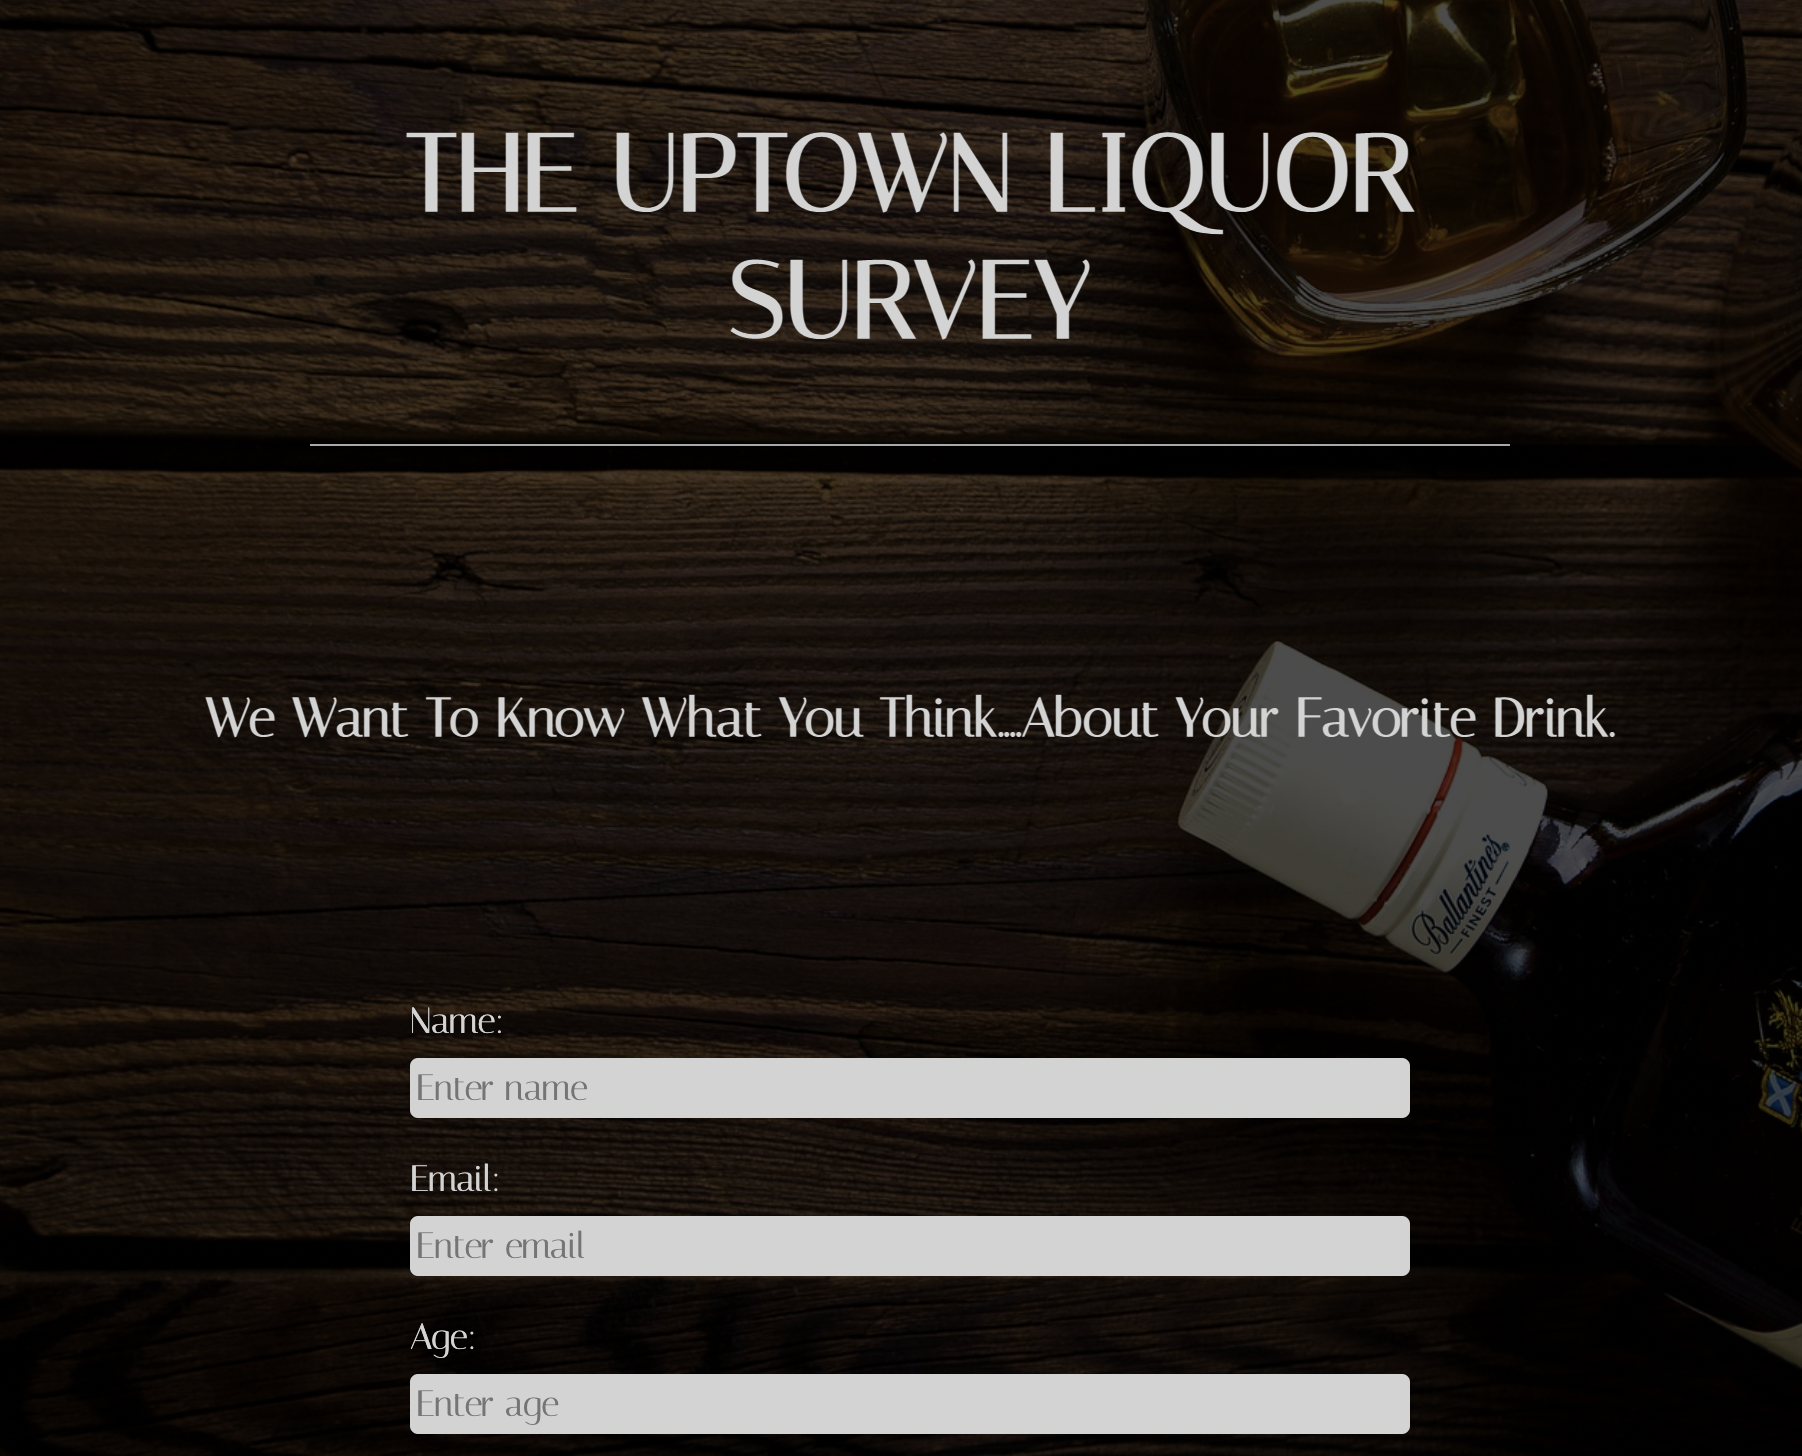 THE UPTOWN LIQUOR
SURVEY
We Want To Know What You Think....About Your Favorite Drink.
Ballantine's®
FINEST
Name:
Enter name
Email:
Enter email
Age:
Enter age